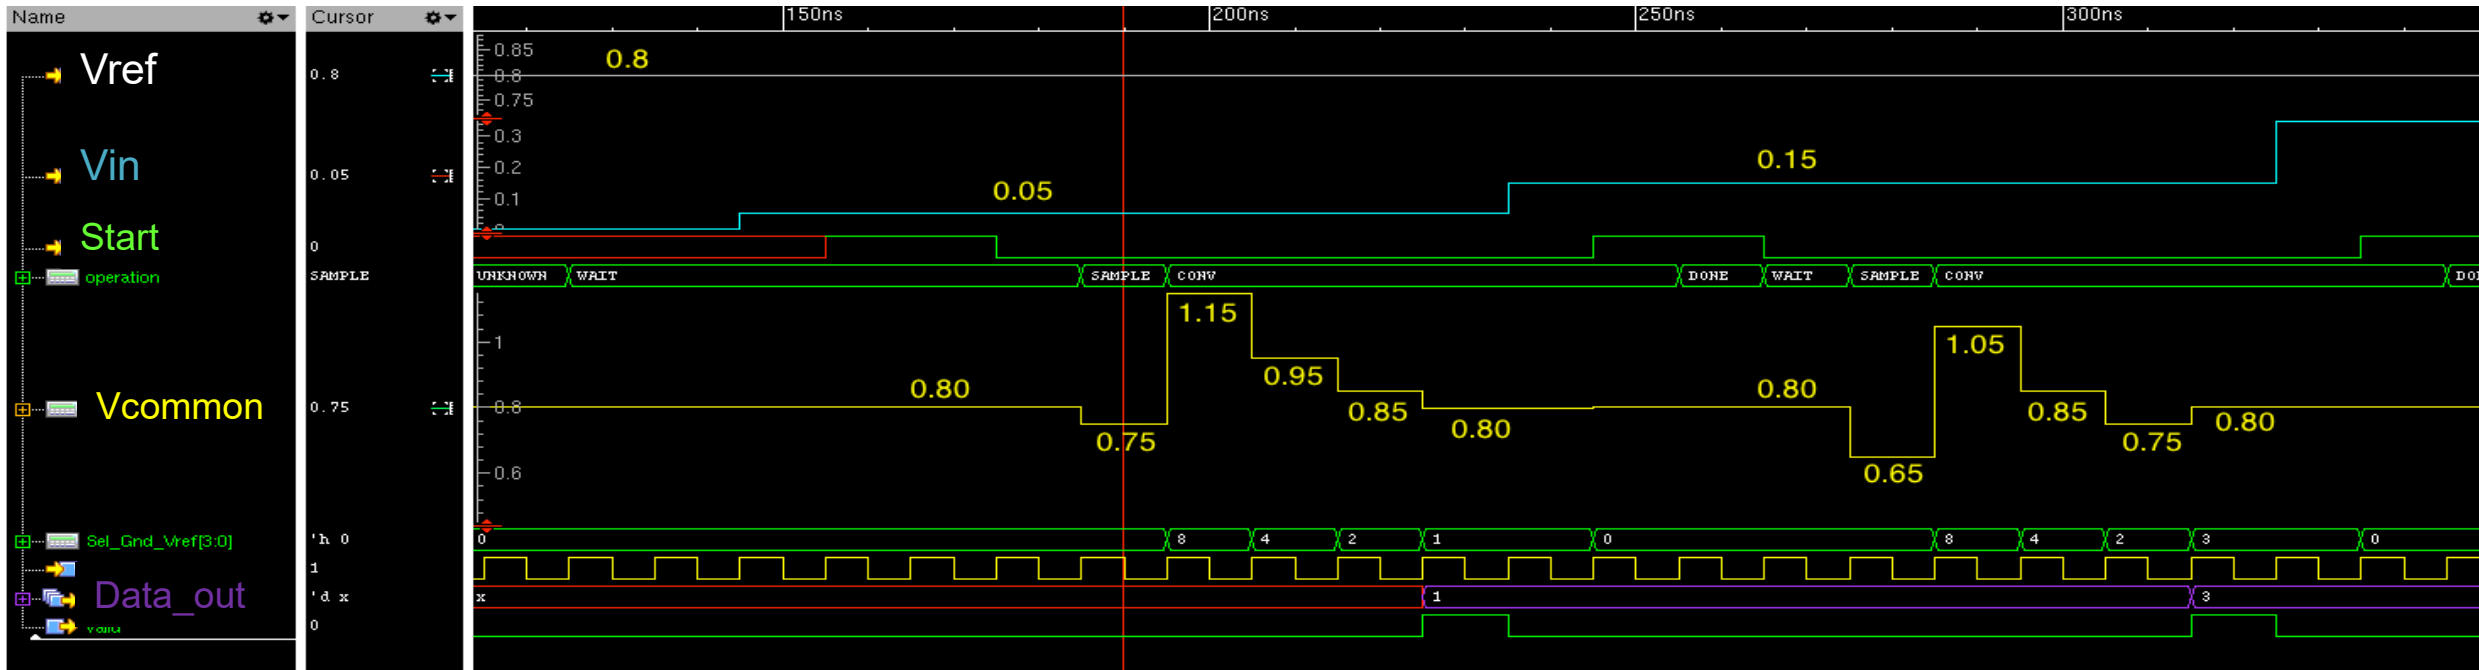 Name Cursor 150ns 200ns 250ns 300ns
0.85
Vref 0.8 0.8 0.8
0.75
0.3
Vin 0.05 0.2 0.05 0.15
0.1
0
Start 0
operation SAMPLE UNKNOWN WAIT SAMPLE CONV DONE WAIT SAMPLE CONV
1.15
1 1.05
0.95
Vcommon 0.75 0.8 0.80 0.85 0.80 0.80 0.85 0.80
0.75 0.75
0.6 0.65
Sel_Gnd_Vref[3:0] 'h 0 0 8 4 2 1 0 8 4 2 3 0
1
Data_out 'd x x 1 3
valid 0